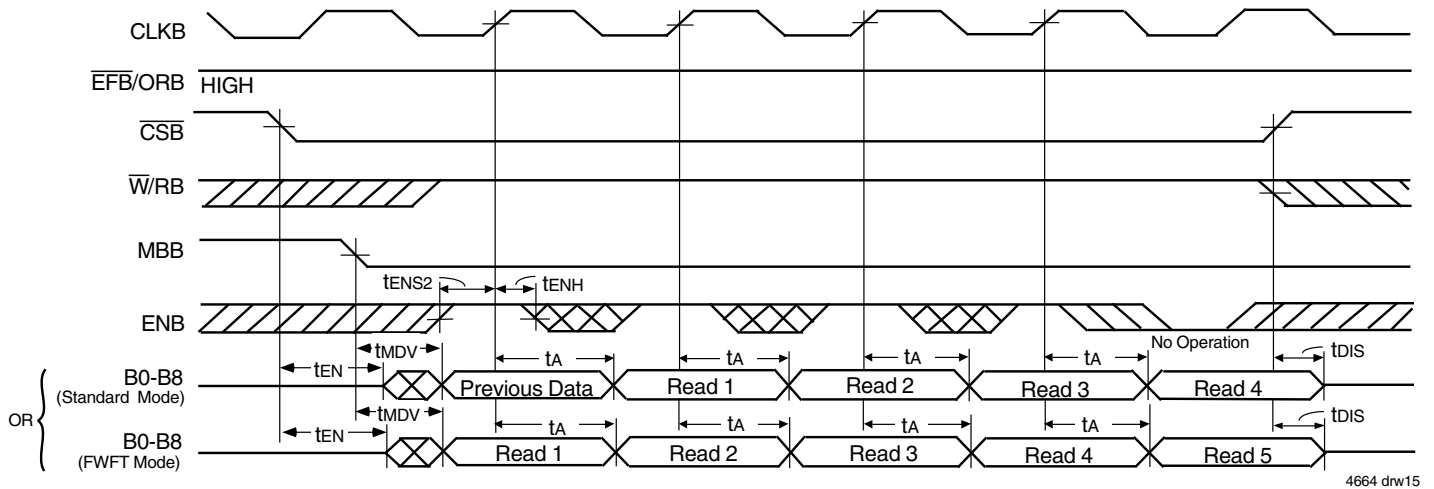 CLKB
EFB/ORB HIGH
CSB
W/RB
MBB
tENS2 tENH
ENB
No Operation
tMDV tA tA tA tA tDIS
tEN
B0-B8 Previous Data Read 1 Read 2 Read 3 Read 4
(Standard Mode)
OR
tMDV tDIS
tEN tA tA tA tA
B0-B8 Read 1 Read 2 Read 3 Read 4 Read 5
(FWFT Mode)
4664 drw15